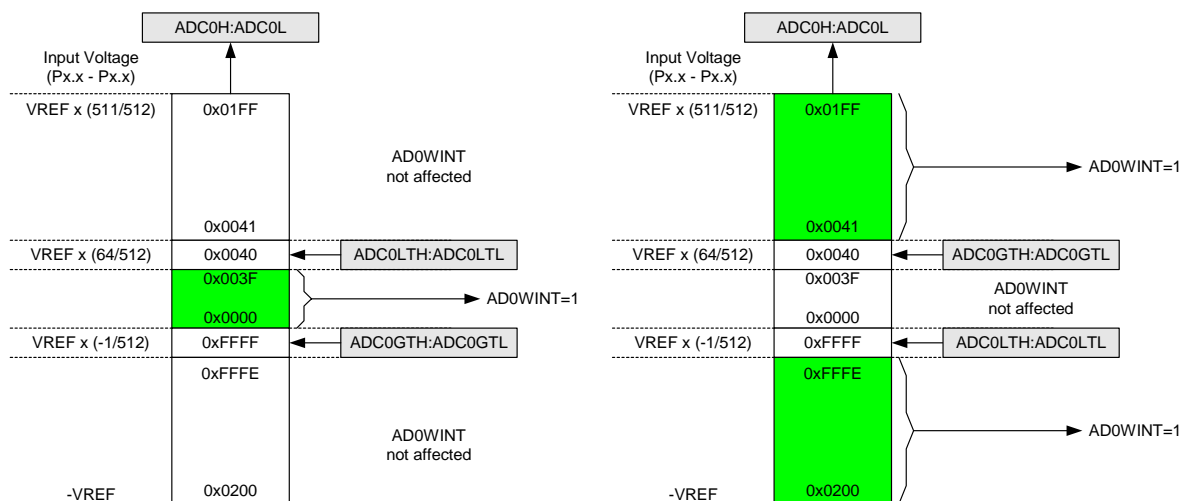 ADC0H:ADC0L
Input Voltage
(Px.x - Px.x)
VREF x (511/512)
0x01FF
AD0WINT
not affected
0x0041
VREF x (64/512)
0x0040
ADC0LTH:ADC0LTL
0x003F
AD0WINT=1
0x0000
VREF x (-1/512)
0xFFFF
ADC0GTH:ADC0GTL
0xFFFE
AD0WINT
not affected
-VREF
0x0200
ADC0H:ADC0L
Input Voltage
(Px.x - Px.x)
VREF x (511/512)
0x01FF
AD0WINT=1
0x0041
VREF x (64/512)
0x0040
ADC0GTH:ADC0GTL
0x003F
AD0WINT
not affected
0x0000
VREF x (-1/512)
0xFFFF
ADC0LTH:ADC0LTL
0xFFFE
AD0WINT=1
-VREF
0x0200